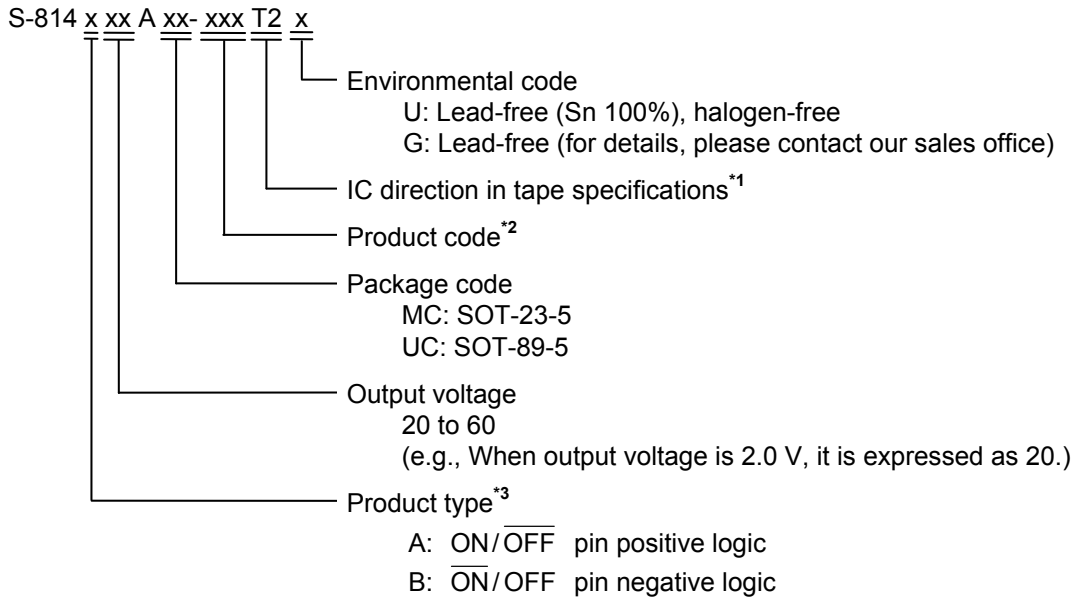 S-814 x xx A xx- xxx T2 x
Environmental code
U: Lead-free (Sn 100%), halogen-free
G: Lead-free (for details, please contact our sales office)
IC direction in tape specifications*1
Product code*2
Package code
MC: SOT-23-5
UC: SOT-89-5
Output voltage
20 to 60
(e.g., When output voltage is 2.0 V, it is expressed as 20.)
Product type*3
A: ON/O̅F̅F̅ pin positive logic
B: O̅N̅/OFF pin negative logic